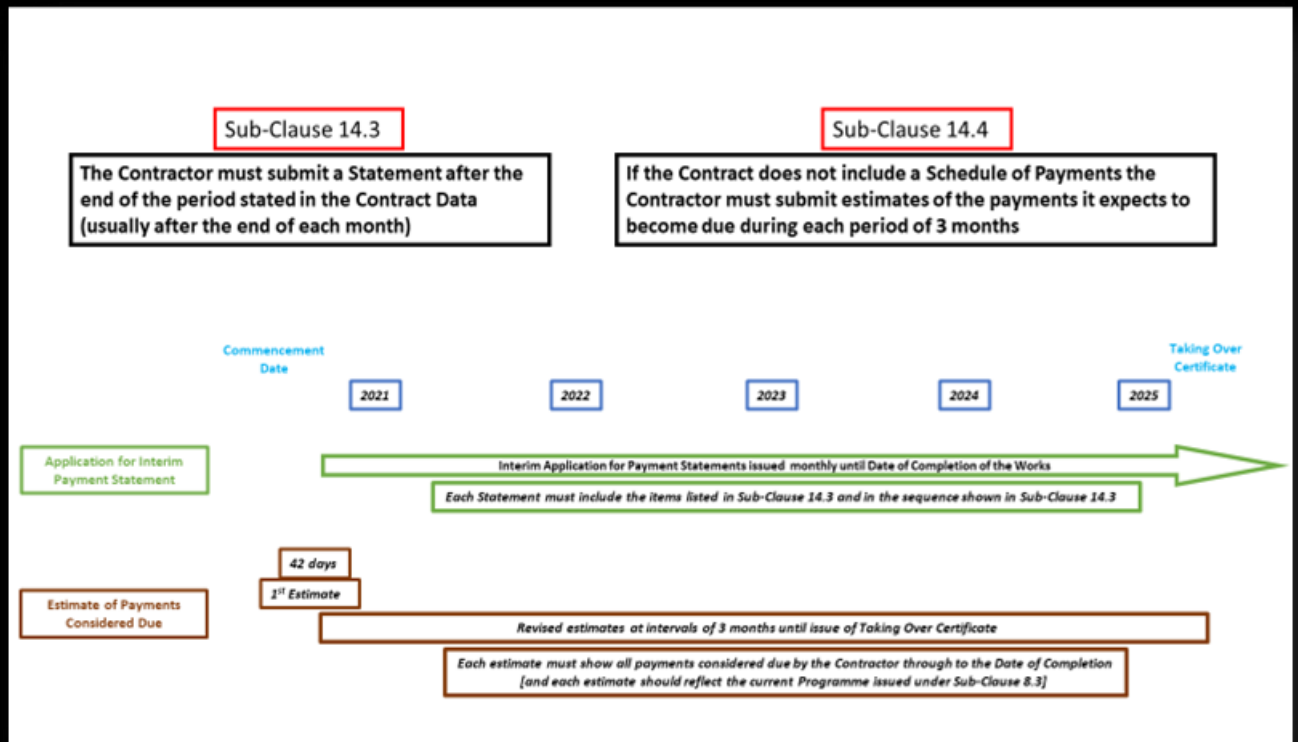 Sub-Clause 14.3
The Contractor must submit a Statement after the
end of the period stated in the Contract Data
(usually after the end of each month)
Sub-Clause 14.4
If the Contract does not include a Schedule of Payments the
Contractor must submit estimates of the payments it expects to
become due during each period of 3 months
Commencement
Date
Taking Over
Certificate
2021
2022
2023
2024
2025
Application for Interim
Payment Statement
Interim Application for Payment Statements issued monthly until Date of Completion of the Works
Each Statement must include the items listed in Sub-Clause 14.3 and in the sequence shown in Sub-Clause 14.3
42 days
1st Estimate
Estimate of Payments
Considered Due
Revised estimates at intervals of 3 months until issue of Taking Over Certificate
Each estimate must show all payments considered due by the Contractor through to the Date of Completion
[and each estimate should reflect the current Programme issued under Sub-Clause 8.3]